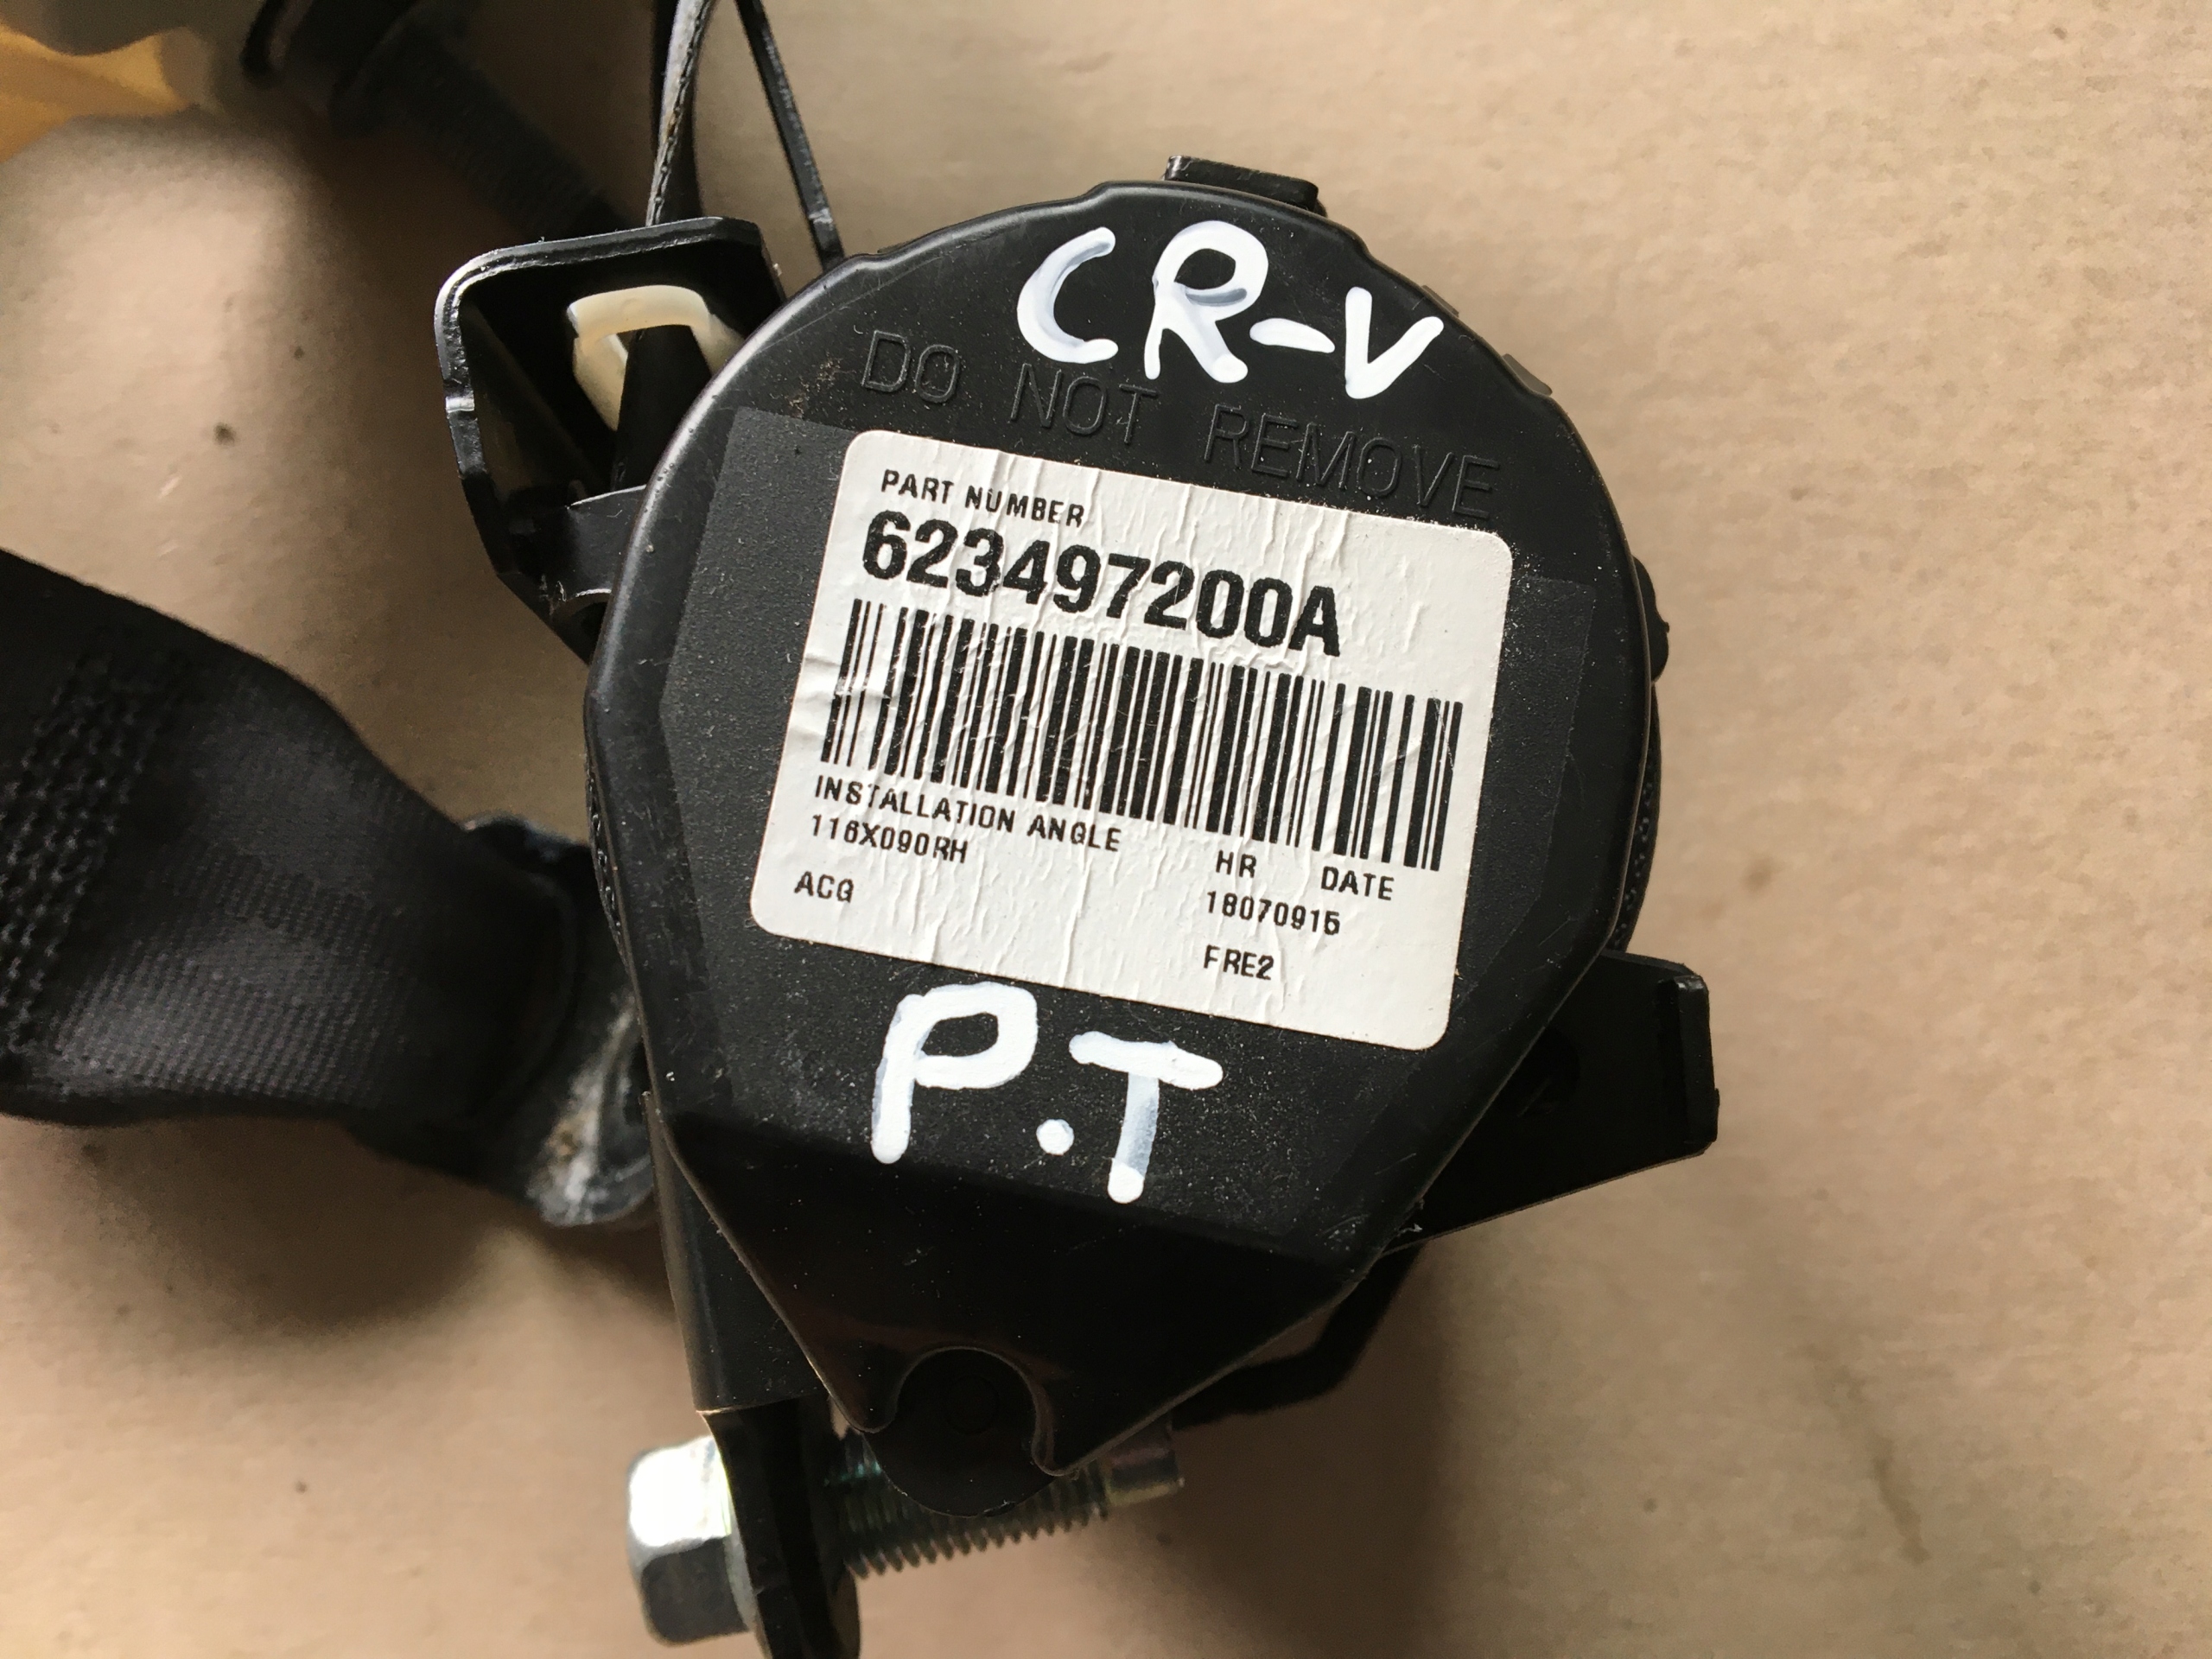 CR-V
DO NOT REMOVE
PART NUMBER
623497200A
INSTALLATION ANGLE
116X090RH
HR DATE
18070915
ACG
FRE2
P.T